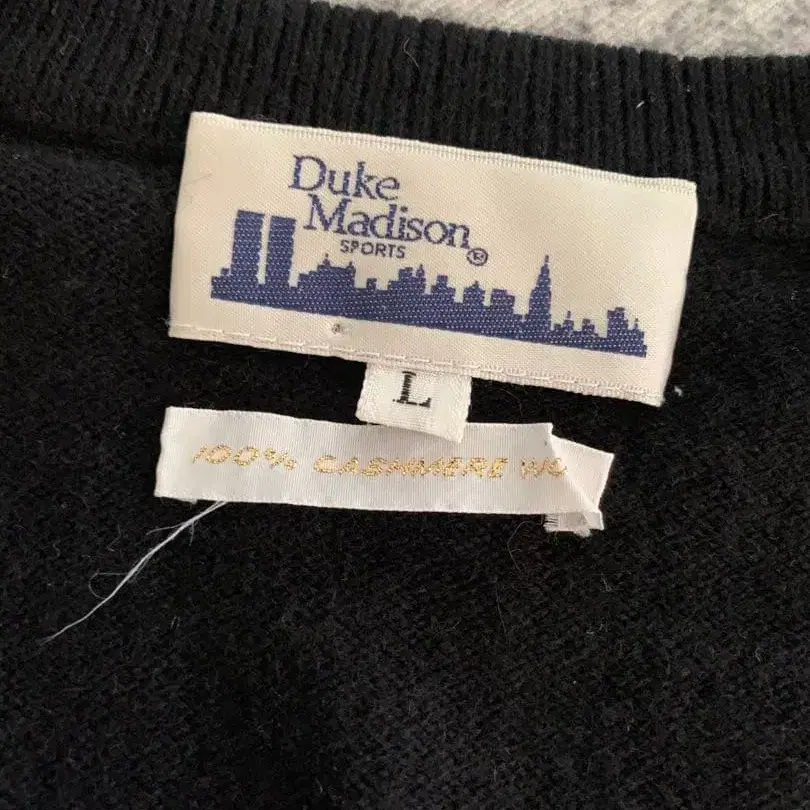 Duke
Madison®
SPORTS
L
100% CASHMERE